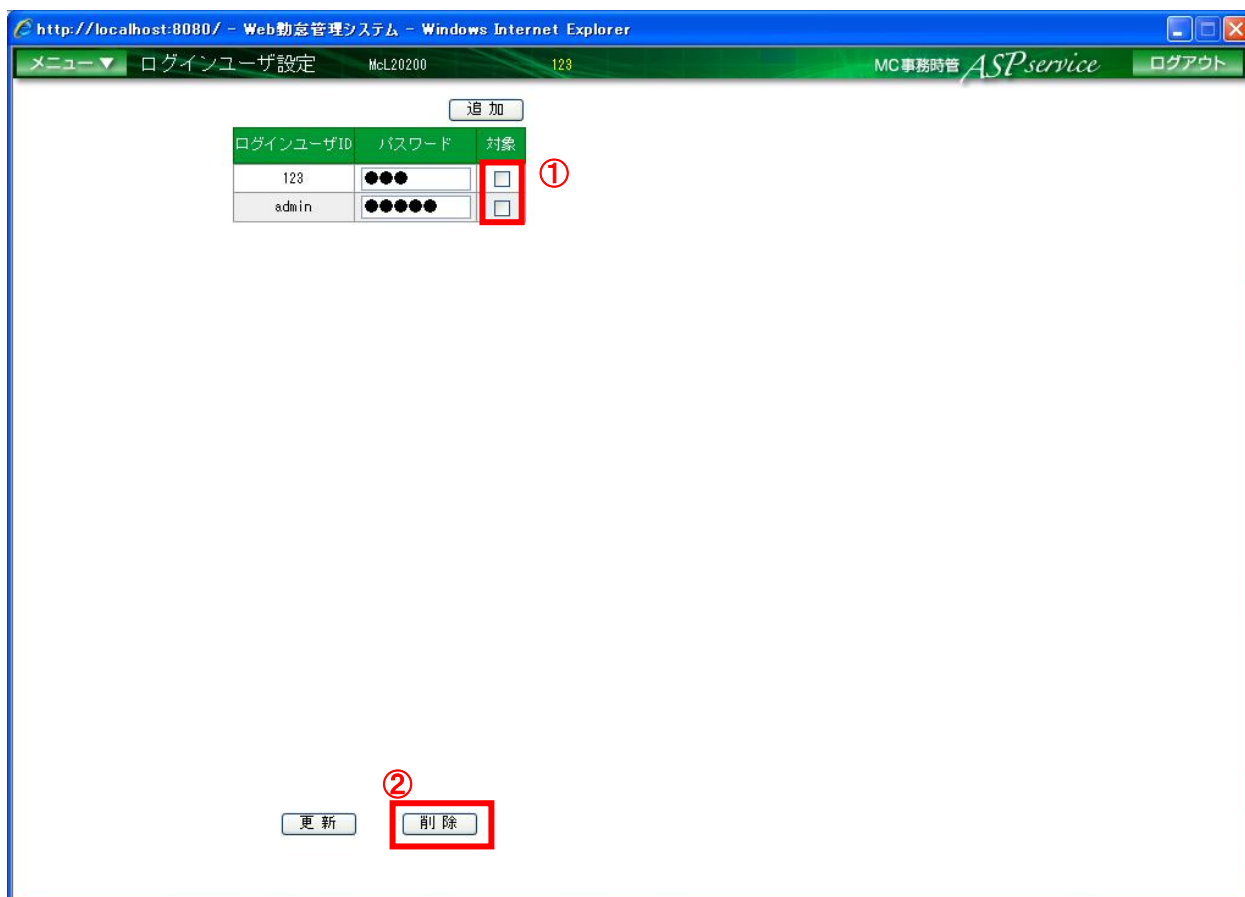 http://localhost:8080/ - Web勤怠管理システム - Windows Internet Explorer
メニュー▼ ログインユーザ設定 McL20200 123 MC事務時管 ASPservice ログアウト
追加
ログインユーザID パスワード 対象
123 ●●● ①
admin ●●●●●
②
更新 削除